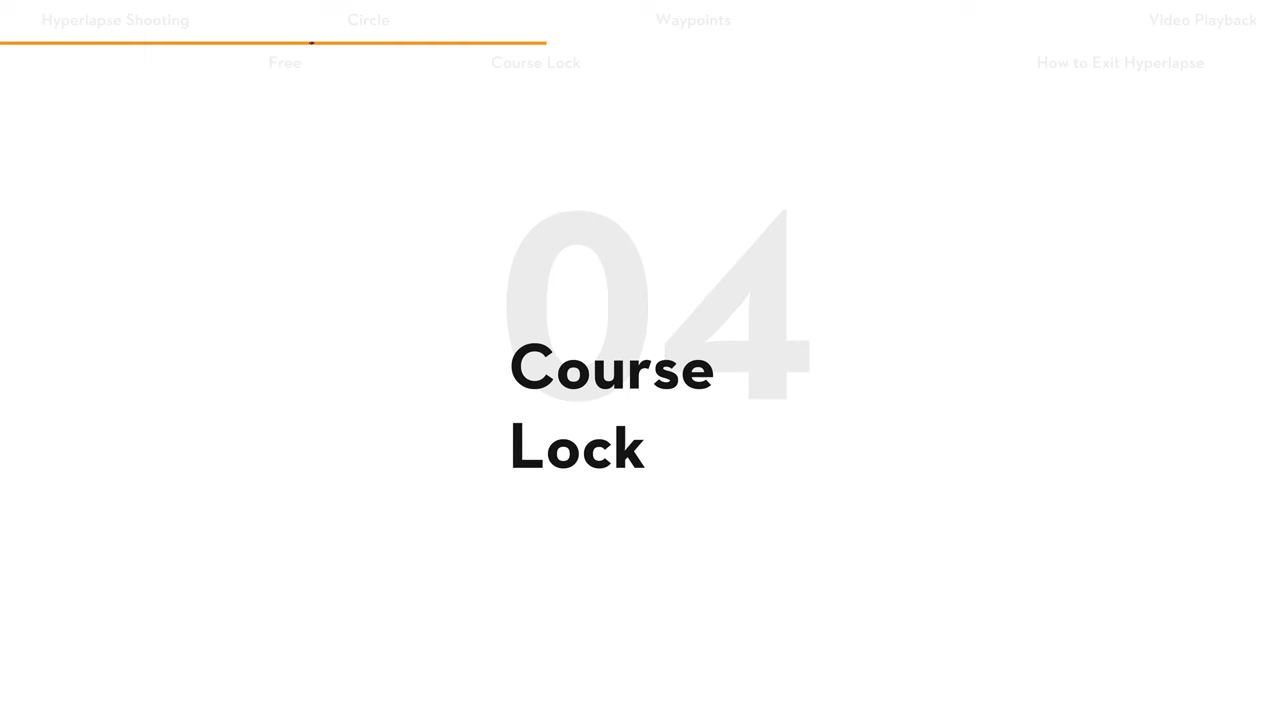 Hyperlapse Shooting
Circle
Waypoints
Video Playback
Free
Course Lock
How to Exit Hyperlapse
04
Course
Lock